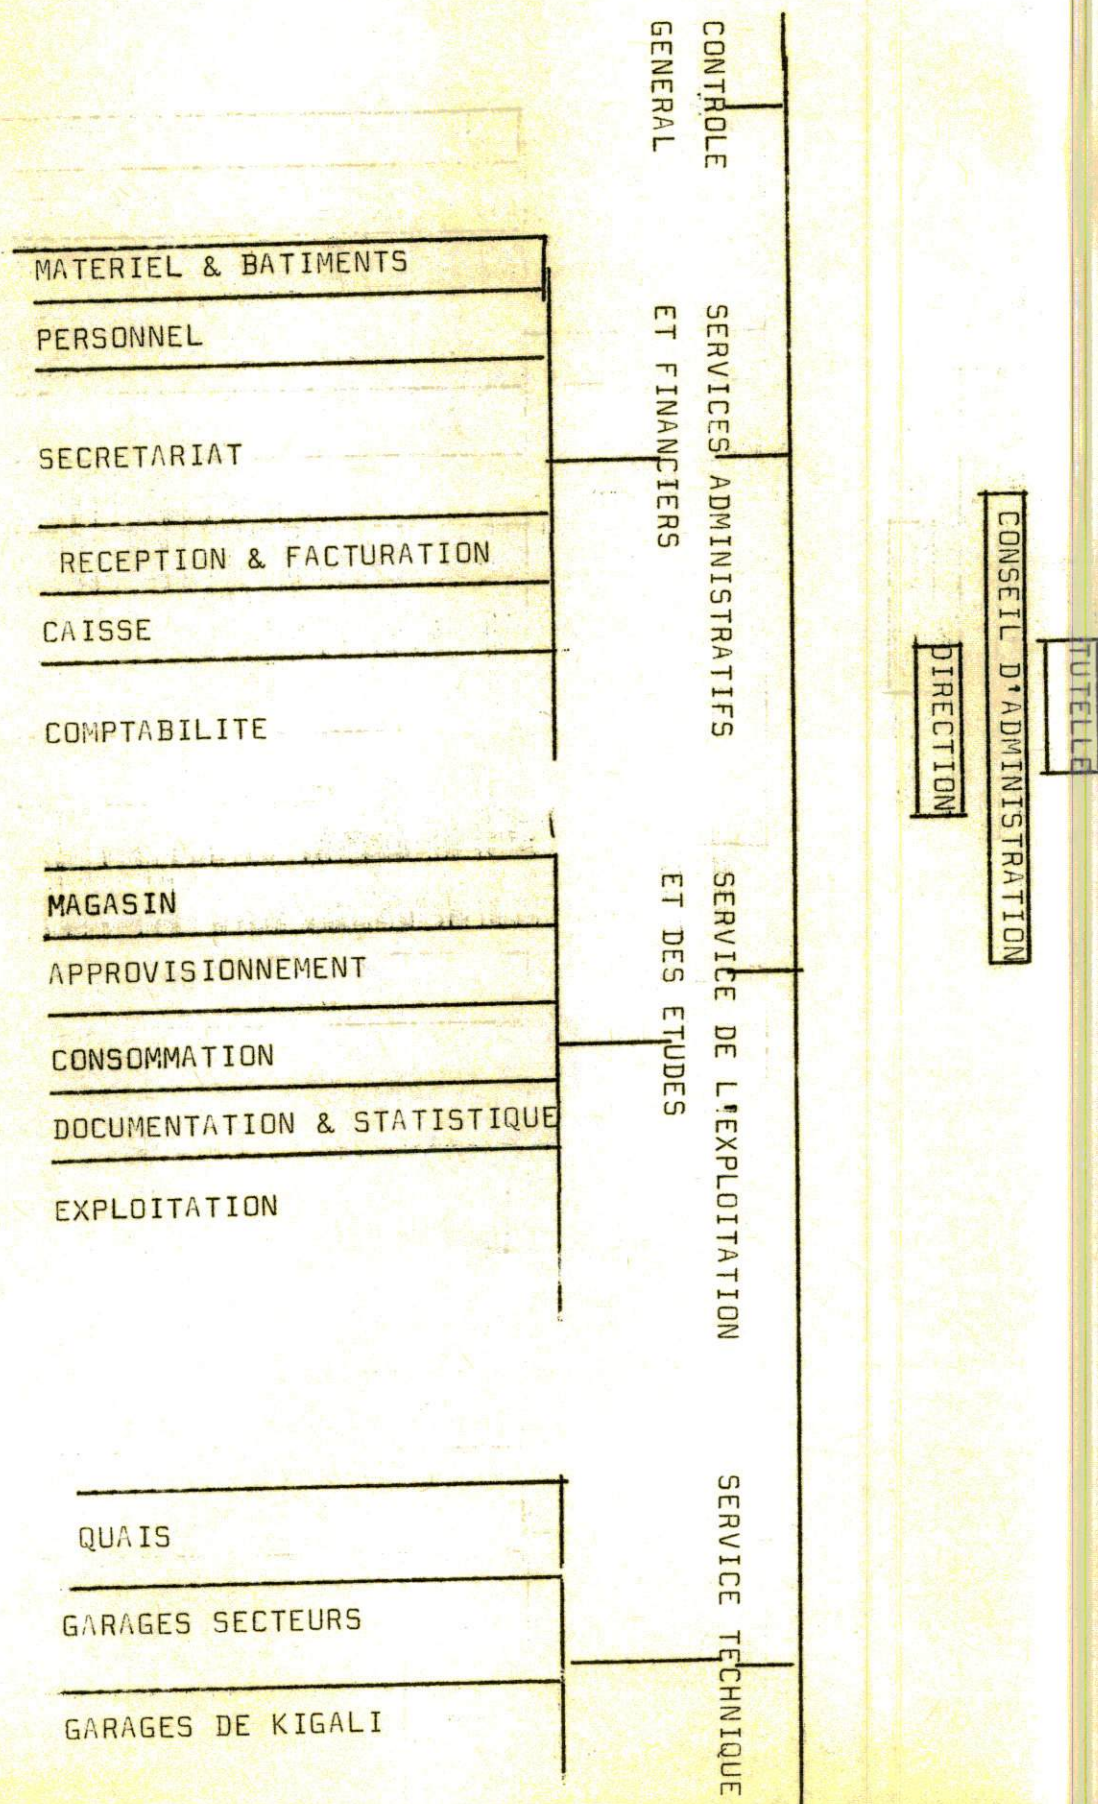 TUTELLE
CONSEIL D'ADMINISTRATION
DIRECTION
CONTROLE
GENERAL
SERVICES ADMINISTRATIFS
ET FINANCIERS
SERVICE DE L'EXPLOITATION
ET DES ETUDES
SERVICE TECHNIQUE
MATERIEL & BATIMENTS
PERSONNEL
SECRETARIAT
RECEPTION & FACTURATION
CAISSE
COMPTABILITE
MAGASIN
APPROVISIONNEMENT
CONSOMMATION
DOCUMENTATION & STATISTIQUE
EXPLOITATION
QUAIS
GARAGES SECTEURS
GARAGES DE KIGALI